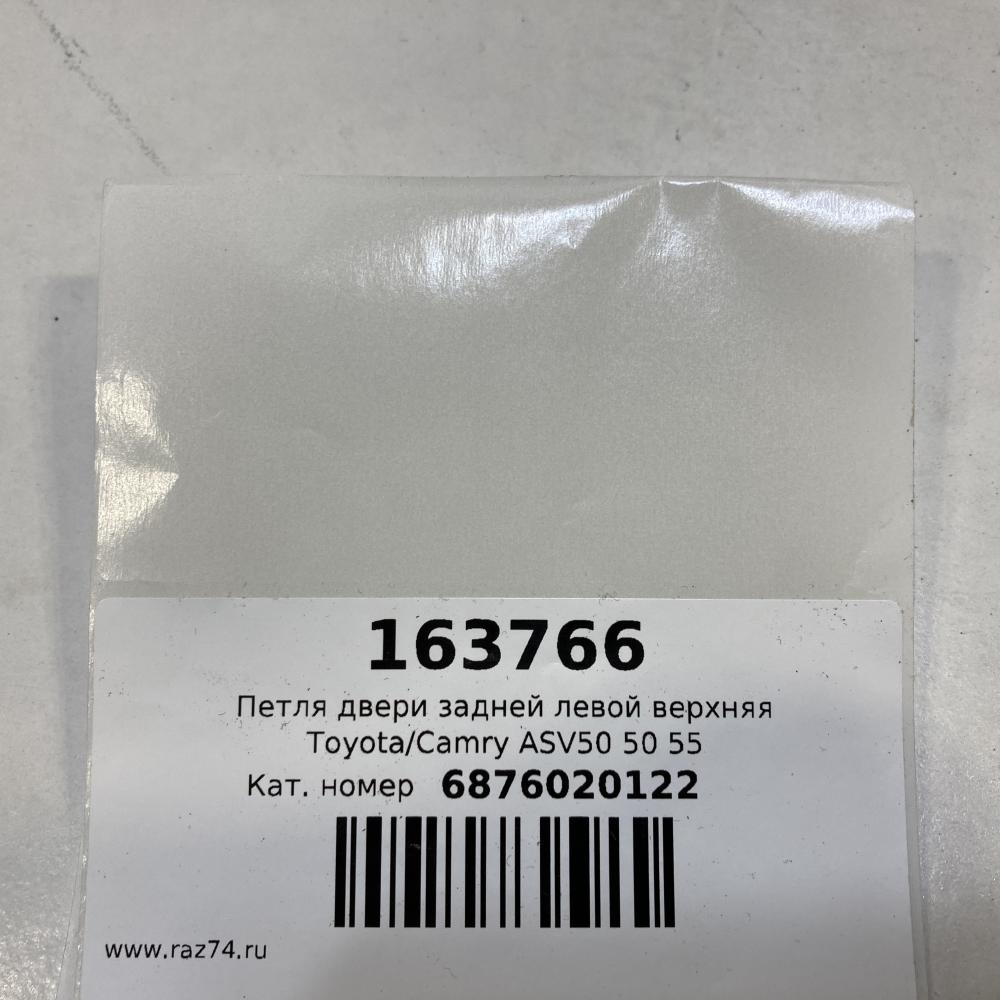 163766
Петля двери задней левой верхняя
Toyota/Camry ASV50 50 55
Кат. номер 6876020122
www.raz74.ru